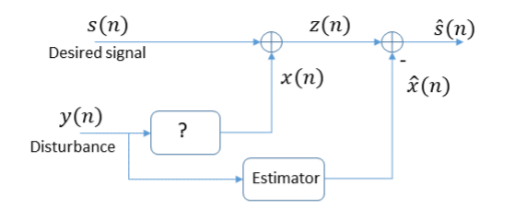 s(n)
z(n)
ŝ(n)
Desired signal
-
x(n)
x̂(n)
y(n)
?
Disturbance
Estimator